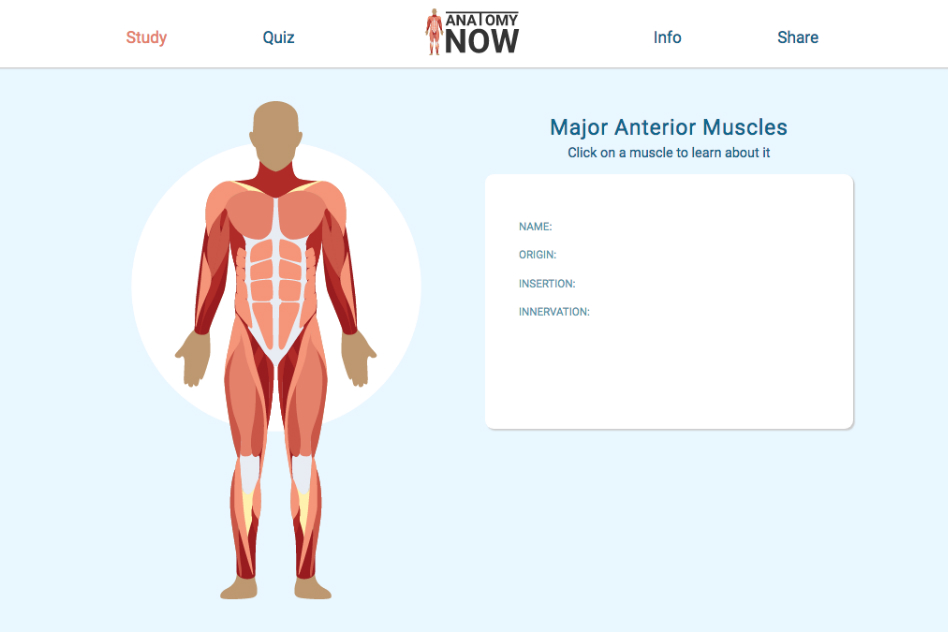 Study
Quiz
ANATOMY
NOW
Info
Share
Major Anterior Muscles
Click on a muscle to learn about it
NAME:
ORIGIN:
INSERTION:
INNERVATION: